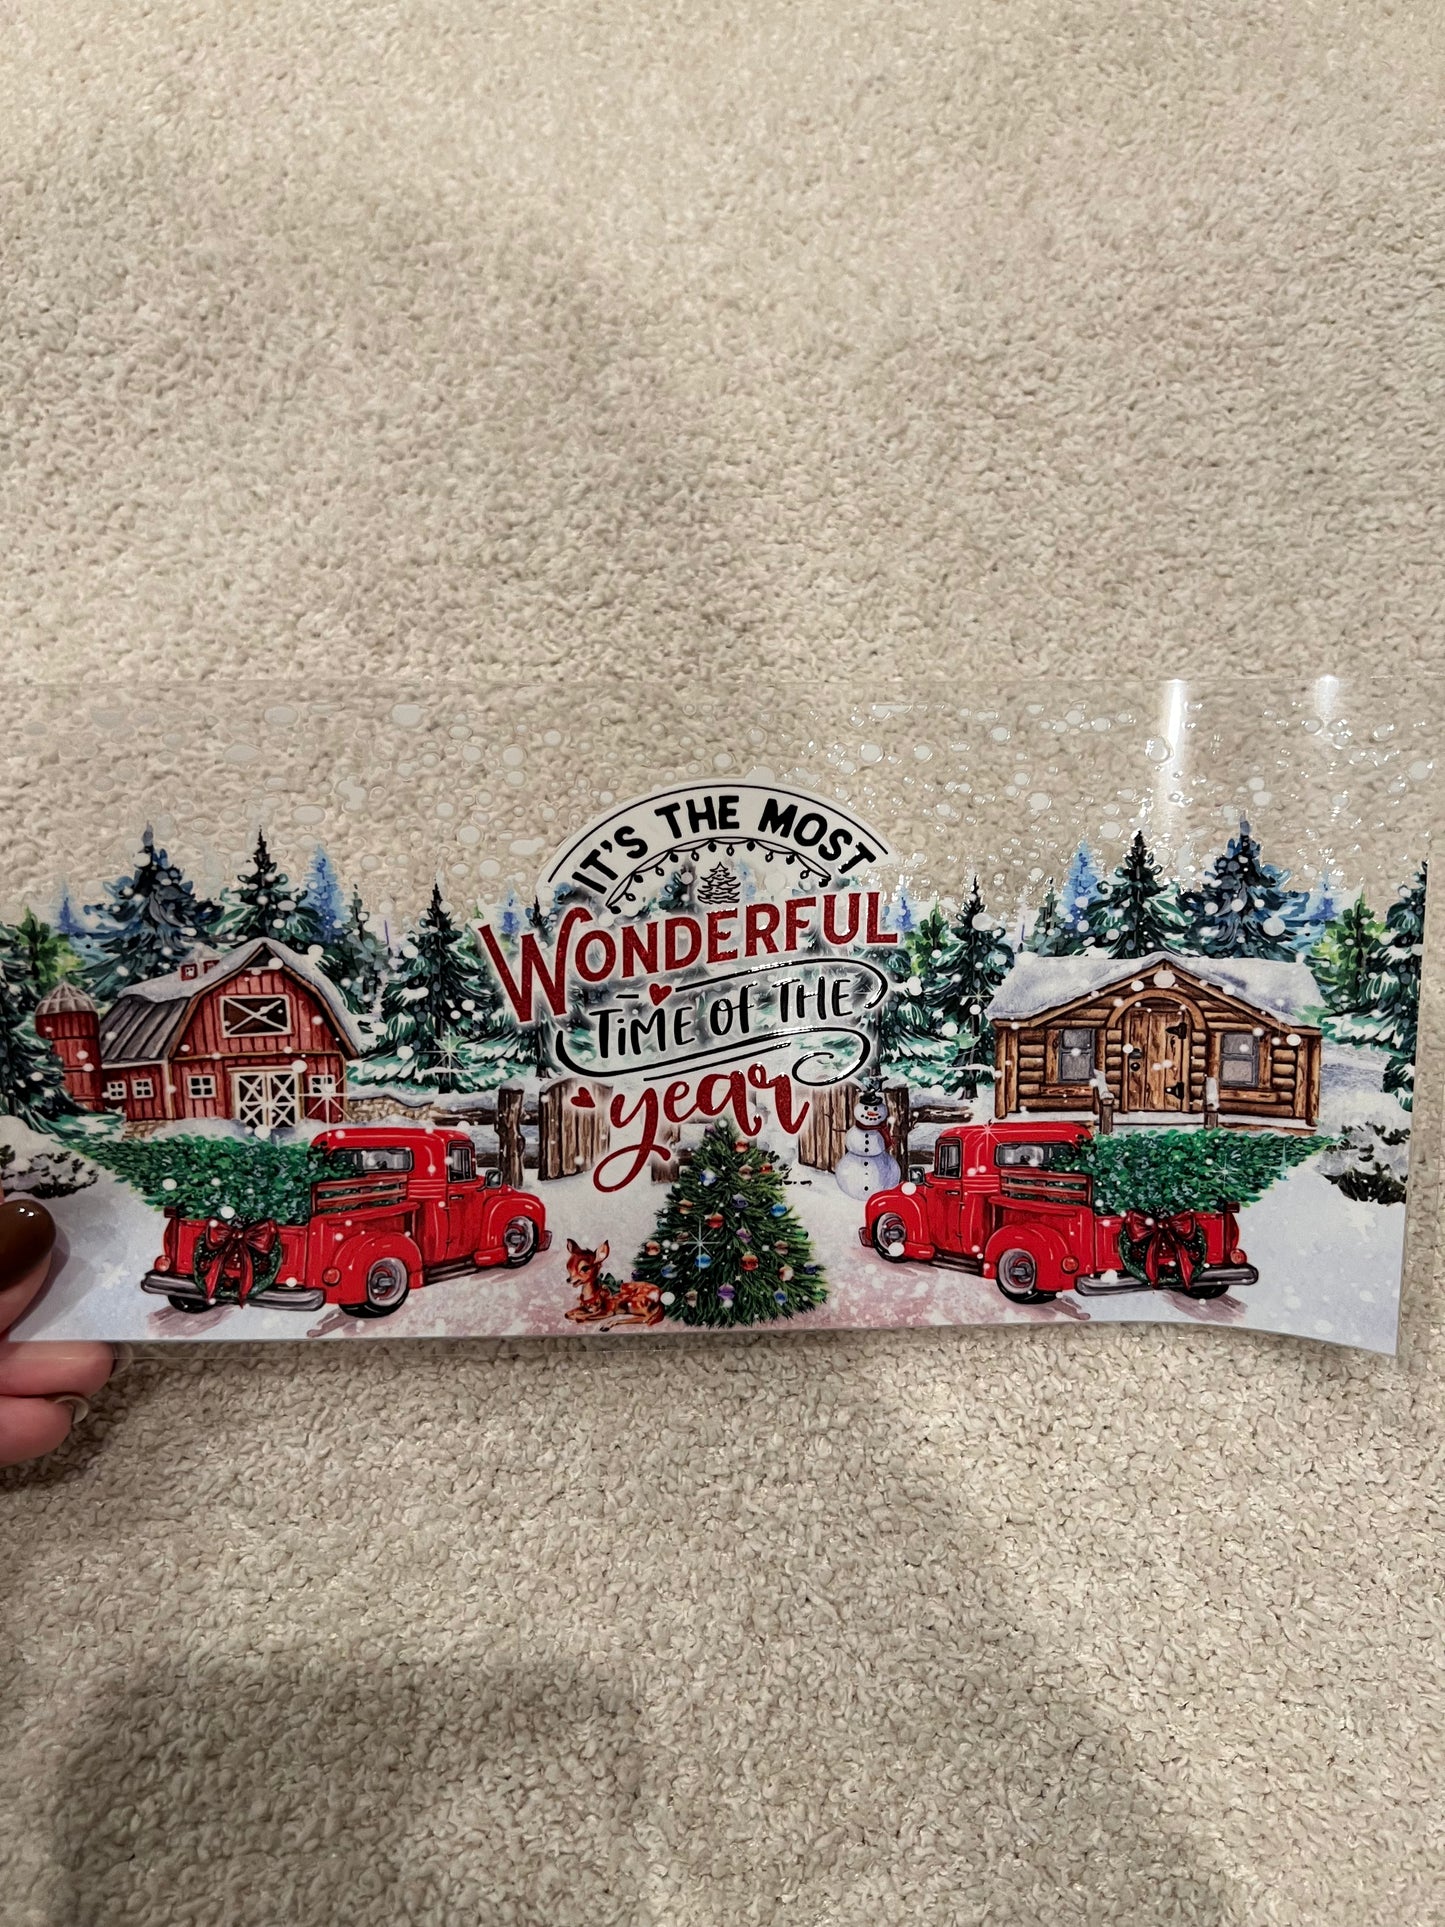 IT'S THE MOST
WONDERFUL
TIME OF THE
year